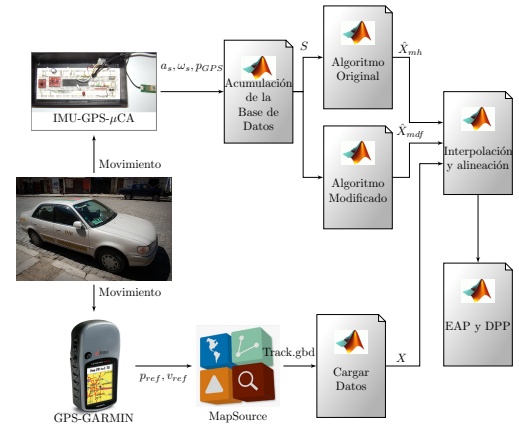 a_s, ω_s, p_GPS
IMU-GPS-μCA
Acumulación
de la
Base de
Datos
S
Algoritmo
Original
X̂_mh
Algoritmo
Modificado
X̂_mdf
Interpolación
y alineación
Movimiento
Movimiento
EAP y DPP
GPS-GARMIN
p_ref, v_ref
MapSource
Track.gbd
Cargar
Datos
X